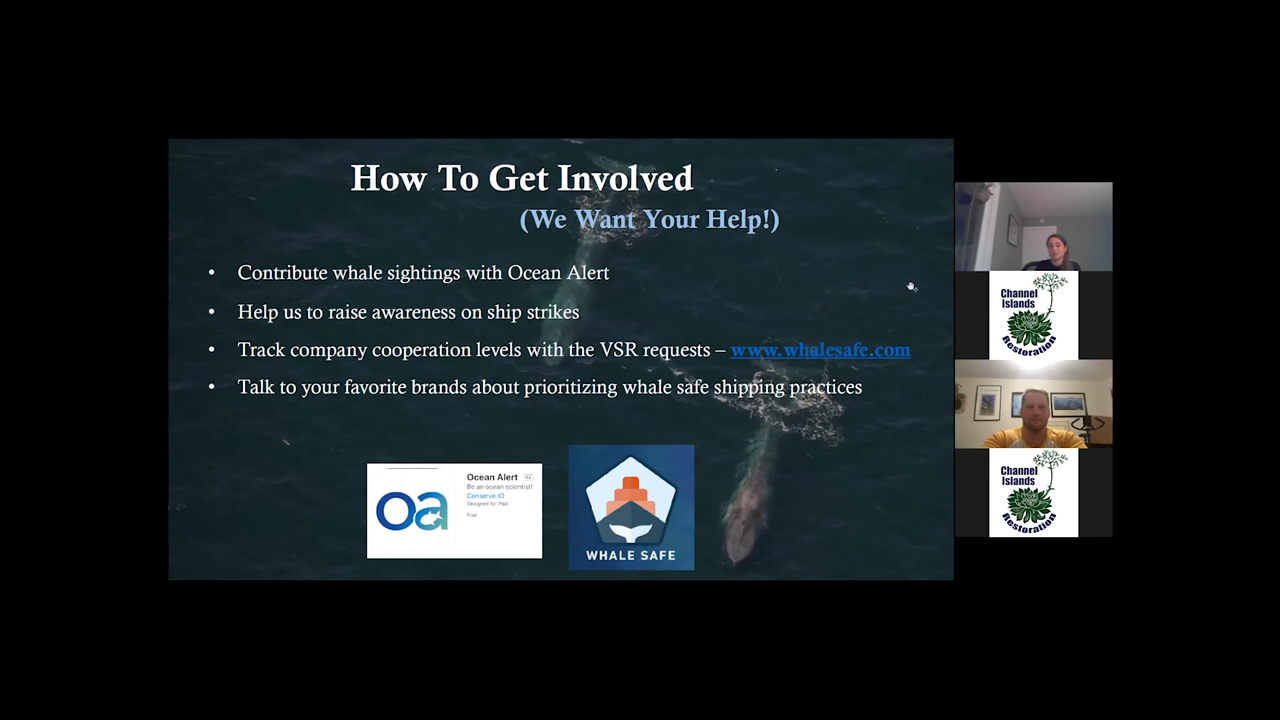 How To Get Involved
(We Want Your Help!)
• Contribute whale sightings with Ocean Alert
• Help us to raise awareness on ship strikes
• Track company cooperation levels with the VSR requests – www.whalesafe.com
• Talk to your favorite brands about prioritizing whale safe shipping practices
oa
Ocean Alert
Be an ocean scientist!
Conserve.IO
Designed for iPad
Free
WHALE SAFE
Channel
Islands
Restoration
Channel
Islands
Restoration